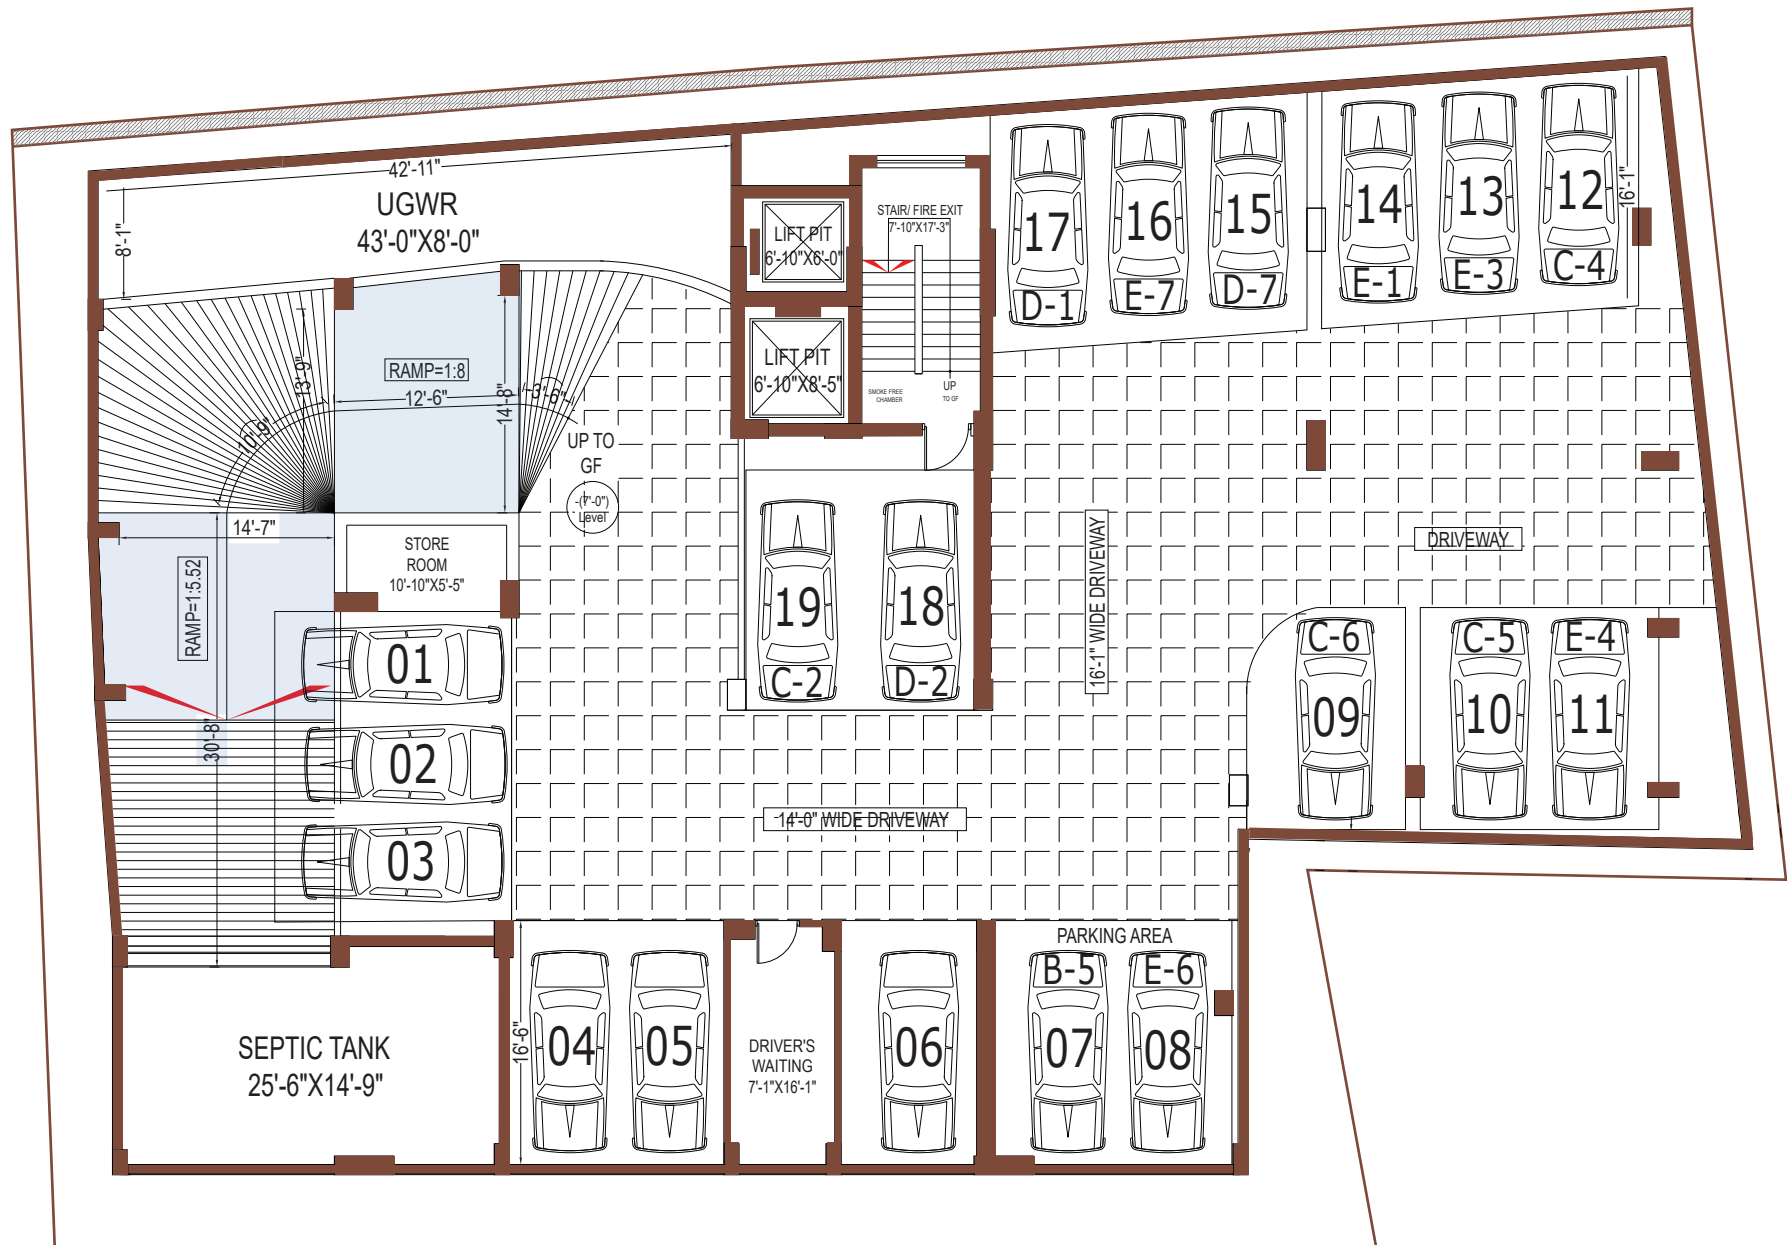 42'-11"
UGWR
43'-0"X8'-0"
8'-1"
LIFT PIT
6'-10"X6'-0"
STAIR/ FIRE EXIT
7'-10"X17'-3"
LIFT PIT
6'-10"X8'-5"
SMOKE FREE
CHAMBER
UP
TO GF
17
D-1
16
E-7
15
D-7
14
E-1
13
E-3
12
C-4
16'-1"
RAMP=1:8
12'-6"
13'-9"
14'-8"
3'-6"
10'-9"
UP TO
GF
-(7'-0")
Level
14'-7"
RAMP=1:5.52
30'-8"
STORE
ROOM
10'-10"X5'-5"
01
02
03
19
C-2
18
D-2
16'-1" WIDE DRIVEWAY
DRIVEWAY
C-6
09
C-5
10
E-4
11
14'-0" WIDE DRIVEWAY
SEPTIC TANK
25'-6"X14'-9"
16'-6"
04
05
DRIVER'S
WAITING
7'-1"X16'-1"
06
PARKING AREA
B-5
07
E-6
08